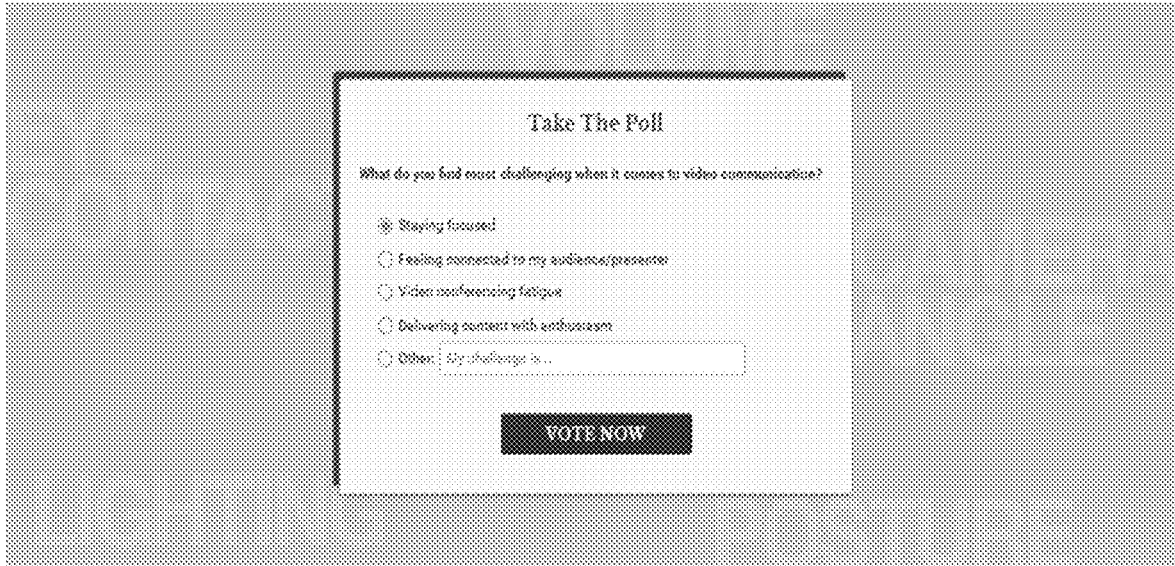 Take The Poll
What do you find most challenging when it comes to video communication?
Staying focused
Feeling connected to my audience/presenter
Video conferencing fatigue
Delivering content with enthusiasm
Other: My challenge is...
VOTE NOW